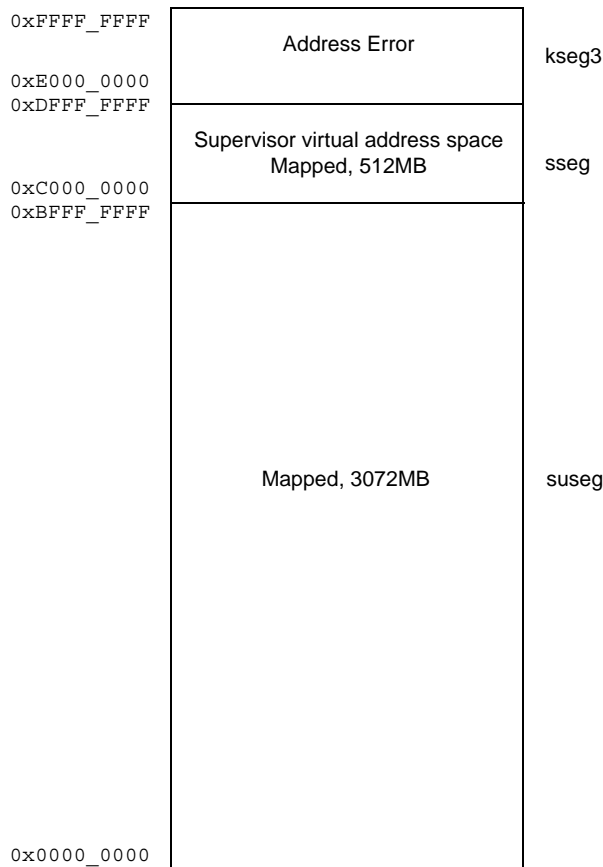 0xFFFF_FFFF
Address Error
kseg3
0xE000_0000
0xDFFF_FFFF
Supervisor virtual address space
Mapped, 512MB
sseg
0xC000_0000
0xBFFF_FFFF
Mapped, 3072MB
suseg
0x0000_0000